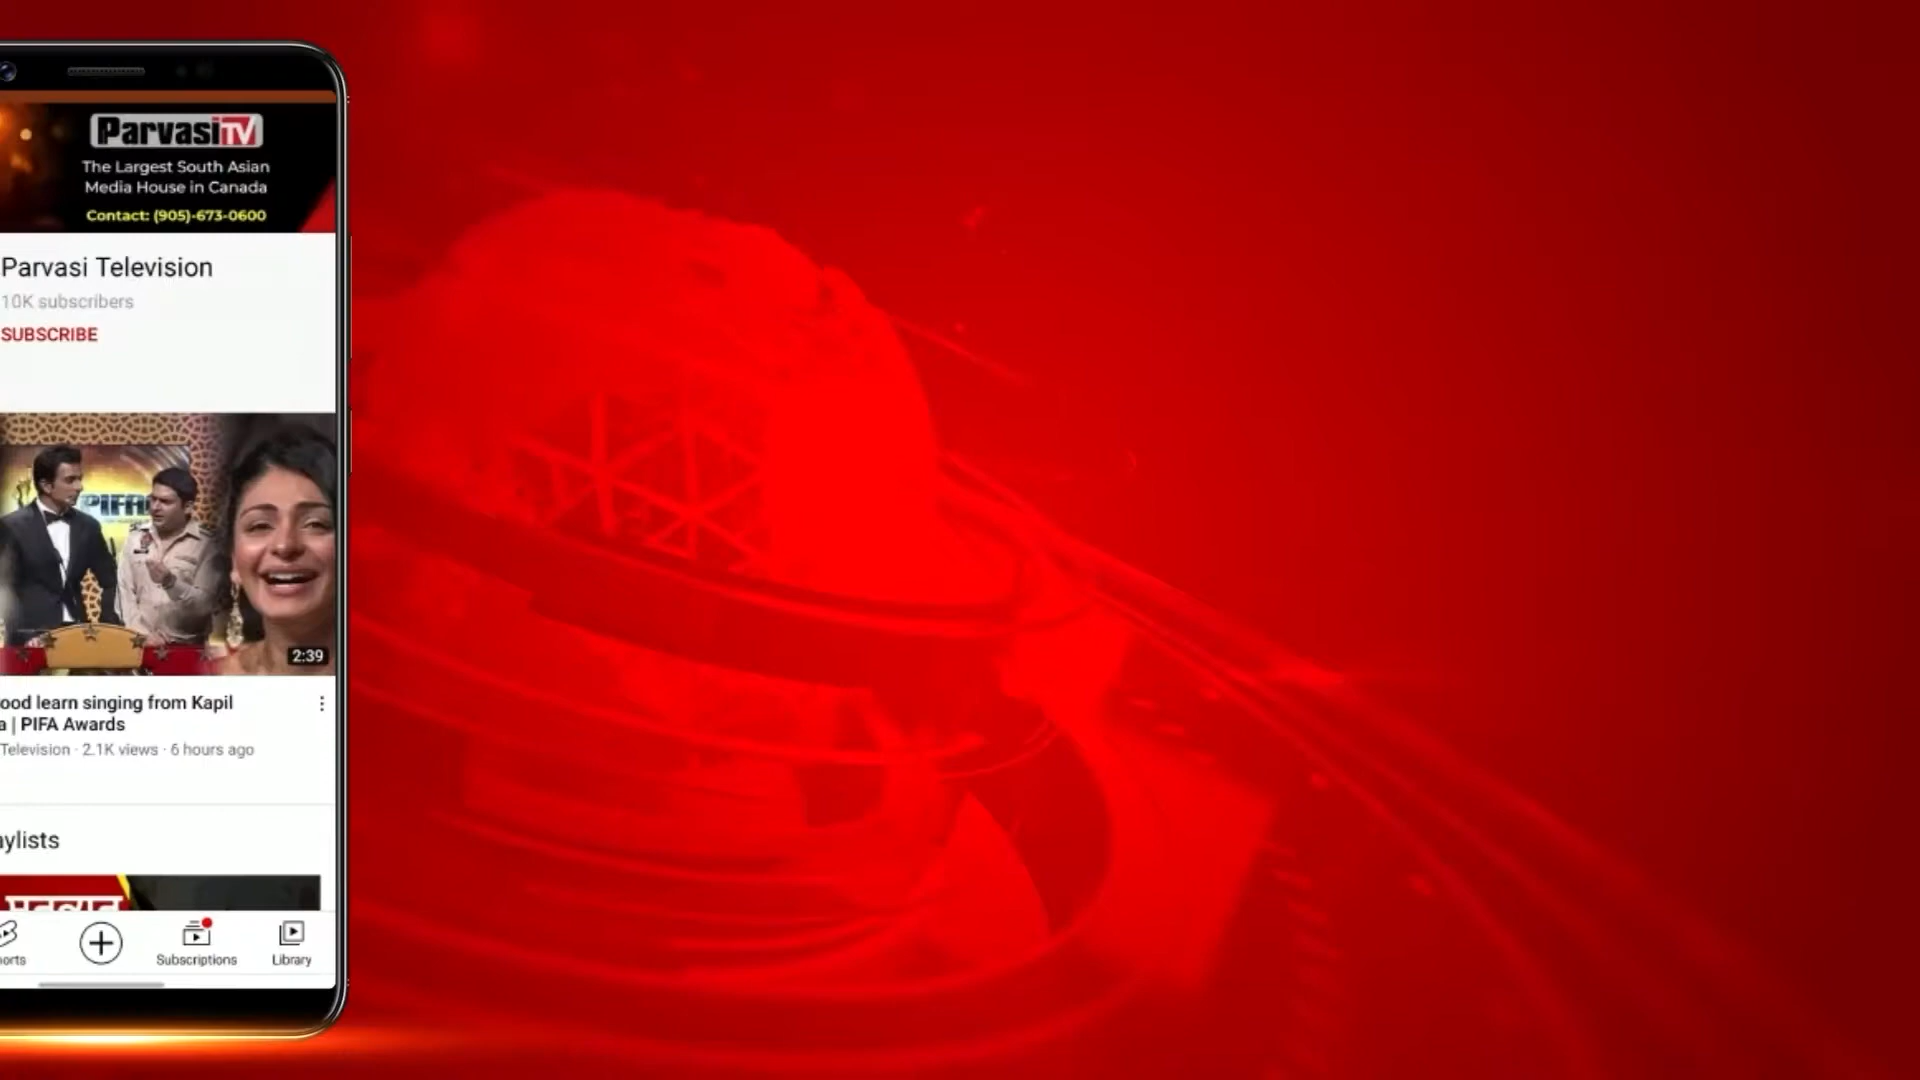 ParvasiTV
The Largest South Asian
Media House in Canada
Contact: (905)-673-0600
Parvasi Television
10K subscribers
SUBSCRIBE
PIFA
2:39
ood learn singing from Kapil
a | PIFA Awards
Television · 2.1K views · 6 hours ago
aylists
orts
Subscriptions
Library